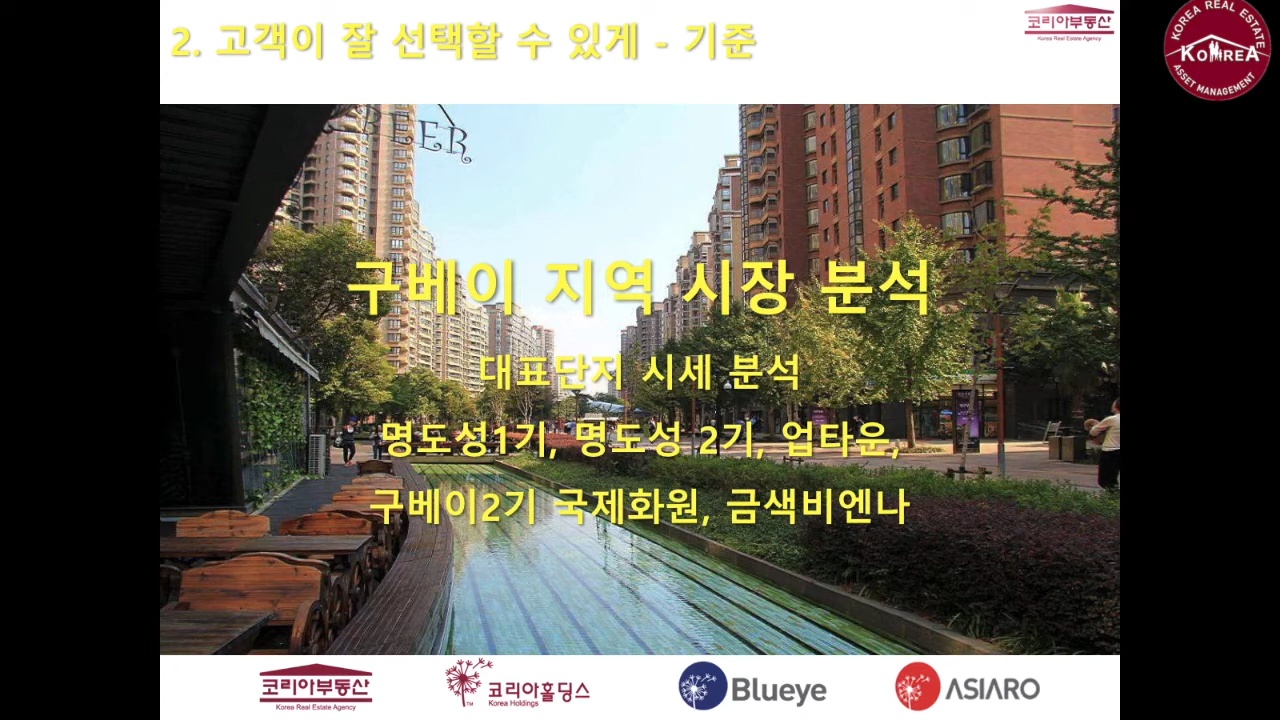 2. 고객이 잘 선택할 수 있게 - 기준
코리아부동산
Korea Real Estate Agency
KOREA REAL ESTATE
KOREA
ASSET MANAGEMENT
BEER
구베이 지역 시장 분석
대표단지 시세 분석
명도성1기, 명도성 2기, 업타운,
구베이2기 국제화원, 금색비엔나
코리아부동산
Korea Real Estate Agency
TM
코리아홀딩스
Korea Holdings
Blueye
ASIARO